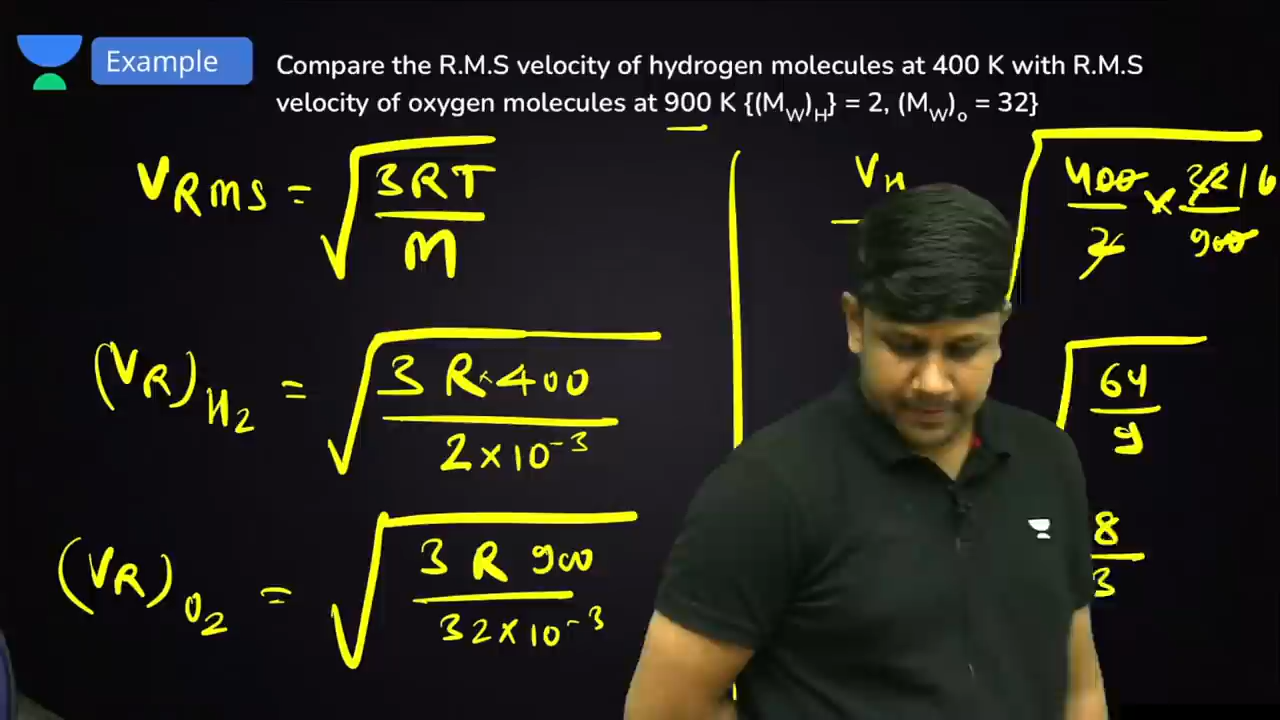 Example
Compare the R.M.S velocity of hydrogen molecules at 400 K with R.M.S
velocity of oxygen molecules at 900 K {(M_W)_H} = 2, (M_W)_o = 32}
V_RMS = √(3RT/M)
(V_R)_H2 = √(3 R×400/2×10⁻³)
(V_R)_O2 = √(3 R 900/32×10⁻³)
V_H
√(400/2 × 32 16/900)
√(64/9)
8/3